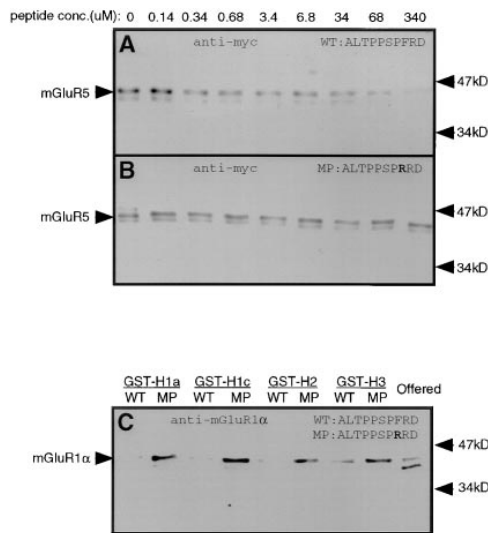 peptide conc.(uM): 0 0.14 0.34 0.68 3.4 6.8 34 68 340
A anti-myc WT:ALTPPSPFRD
47kD
mGluR5
34kD
B anti-myc MP:ALTPPSPRRD
47kD
mGluR5
34kD
GST-H1a GST-H1c GST-H2 GST-H3 Offered
WT MP WT MP WT MP WT MP
C anti-mGluR1α WT:ALTPPSPFRD
MP:ALTPPSPRRD
47kD
mGluR1α
34kD